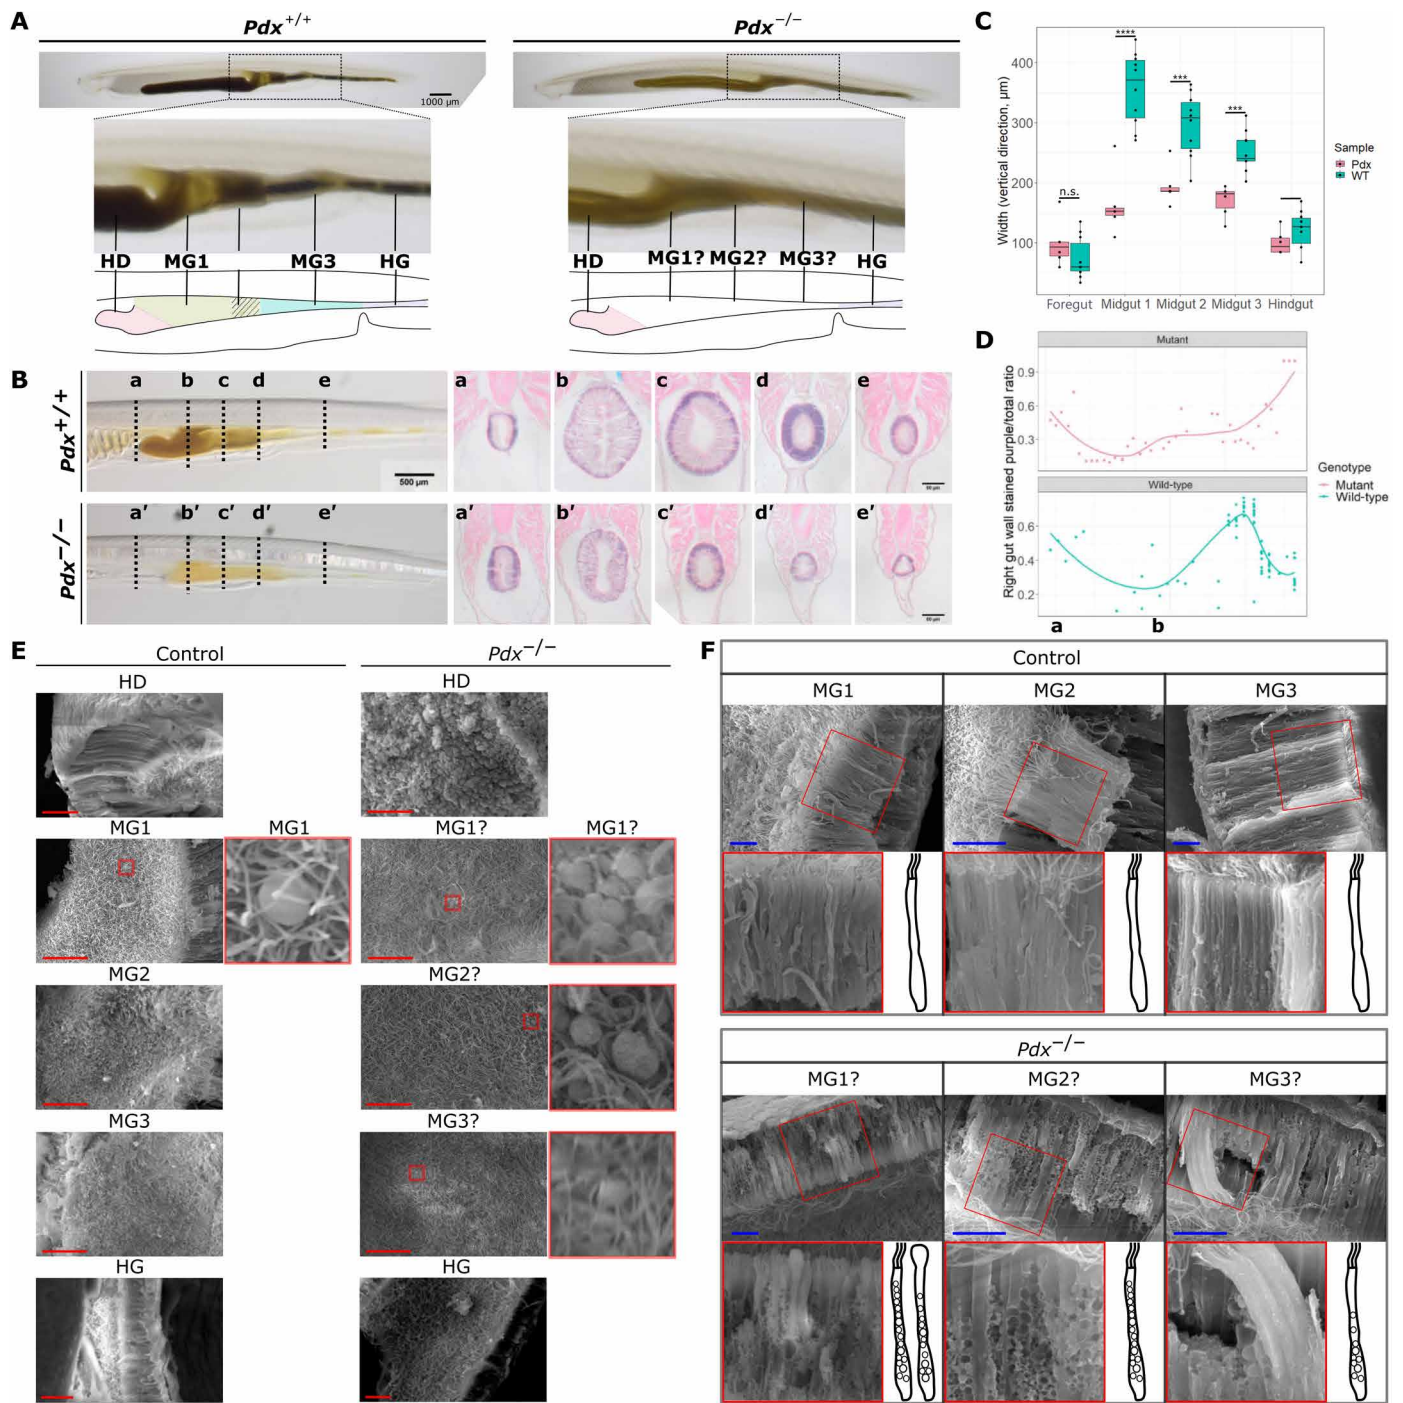 A
Pdx+/+
Pdx−/−
1000 µm
HD
MG1
MG3
HG
HD
MG1? MG2? MG3?
HG
B
Pdx+/+
a b c d e
500 µm
a b c d e
Pdx−/−
a′ b′ c′ d′ e′
a′ b′ c′ d′ e′
C
Width (vertical direction, µm)
400
300
200
100
n.s.
****
***
***
Foregut Midgut 1 Midgut 2 Midgut 3 Hindgut
Sample
Pdx
WT
D
Right gut wall stained purple/total ratio
Mutant
0.9
0.6
0.3
Wild-type
0.6
0.4
0.2
a b
Genotype
Mutant
Wild-type
E
Control
Pdx−/−
HD
HD
MG1
MG1
MG1?
MG1?
MG2
MG2?
MG3
MG3?
HG
HG
F
Control
MG1
MG2
MG3
Pdx−/−
MG1?
MG2?
MG3?